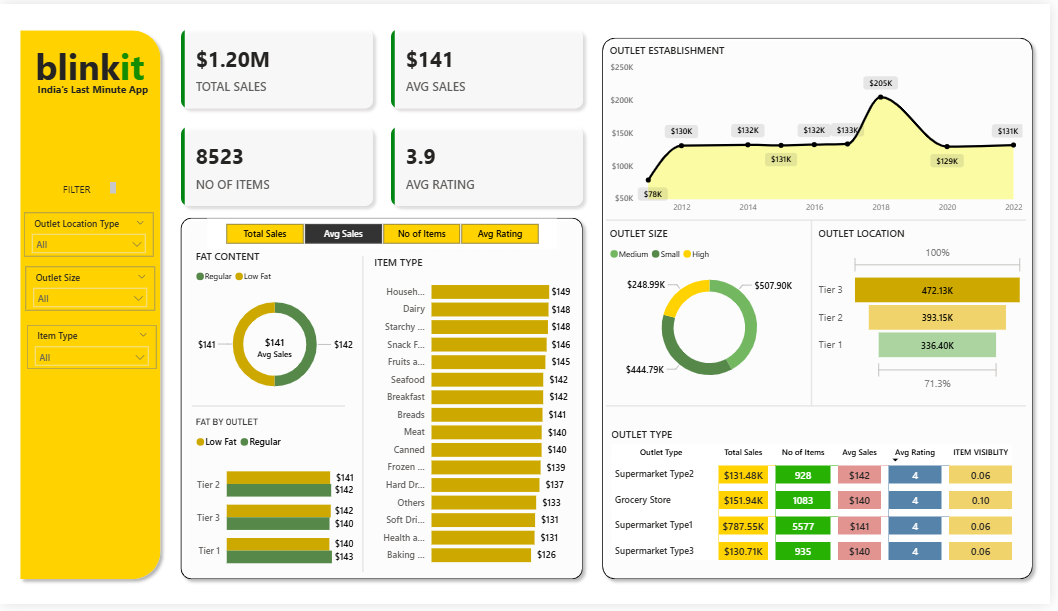 blinkit
India's Last Minute App
FILTER
Outlet Location Type
All
Outlet Size
All
Item Type
All
$1.20M
TOTAL SALES
$141
AVG SALES
8523
NO OF ITEMS
3.9
AVG RATING
Total Sales Avg Sales No of Items Avg Rating
FAT CONTENT
Regular Low Fat
$141
$141
Avg Sales
$142
FAT BY OUTLET
Low Fat Regular
Tier 2 $141
$142
Tier 3 $142
$140
Tier 1 $140
$143
ITEM TYPE
Househ... $149
Dairy $148
Starchy ... $148
Snack F... $146
Fruits a... $145
Seafood $142
Breakfast $142
Breads $141
Meat $140
Canned $140
Frozen ... $139
Hard Dr... $137
Others $133
Soft Dri... $131
Health a... $131
Baking ... $126
OUTLET ESTABLISHMENT
$250K
$200K
$150K
$100K
$50K
$78K $130K $132K $131K $132K $133K $205K $129K $131K
2012 2014 2016 2018 2020 2022
OUTLET SIZE
Medium Small High
$248.99K $507.90K
$444.79K
OUTLET LOCATION
100%
Tier 3 472.13K
Tier 2 393.15K
Tier 1 336.40K
71.3%
OUTLET TYPE
Outlet Type Total Sales No of Items Avg Sales Avg Rating ITEM VISIBLITY
Supermarket Type2 $131.48K 928 $142 4 0.06
Grocery Store $151.94K 1083 $140 4 0.10
Supermarket Type1 $787.55K 5577 $141 4 0.06
Supermarket Type3 $130.71K 935 $140 4 0.06